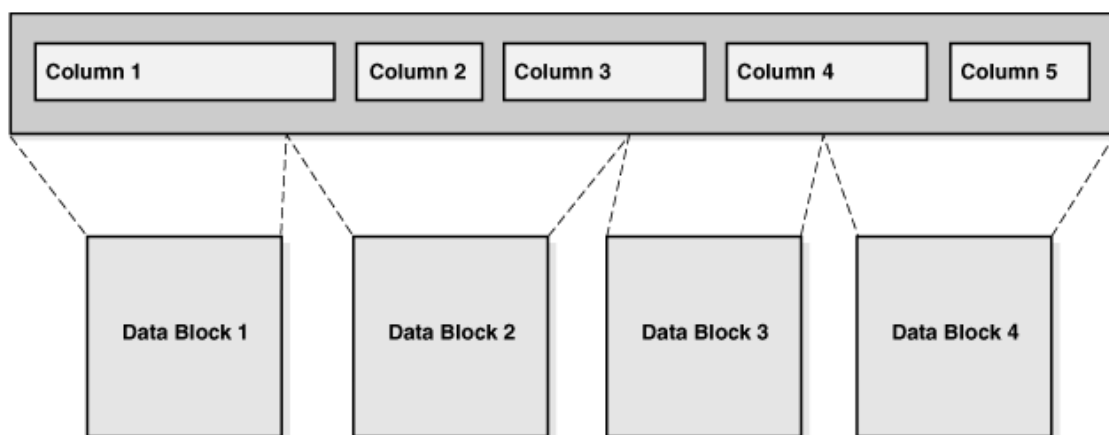 Column 1
Column 2
Column 3
Column 4
Column 5
Data Block 1
Data Block 2
Data Block 3
Data Block 4